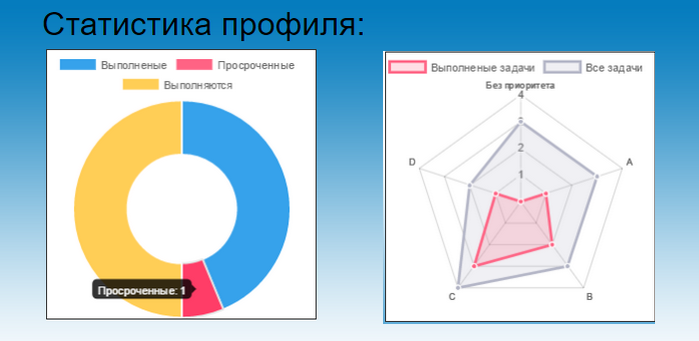 Статистика профиля:
Выполненые
Просроченные
Выполняются
Просроченные: 1
Выполненые задачи
Все задачи
Без приоритета
4
3
2
1
D
A
C
B